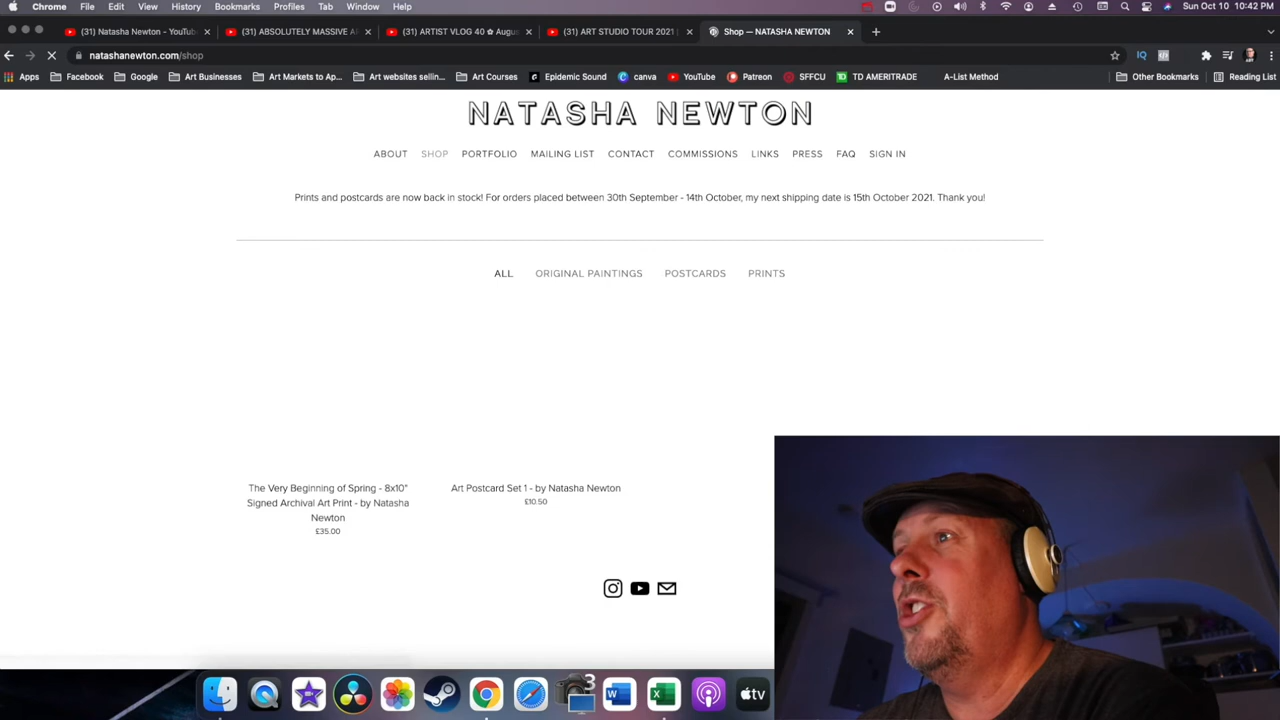 Chrome File Edit View History Bookmarks Profiles Tab Window Help Sun Oct 10 10:42 PM
(31) Natasha Newton - YouTub (31) ABSOLUTELY MASSIVE A (31) ARTIST VLOG 40 ✿ Augus (31) ART STUDIO TOUR 2021 | Shop — NATASHA NEWTON
natashanewton.com/shop
Apps Facebook Google Art Businesses Art Markets to Ap... Art websites sellin... Art Courses Epidemic Sound canva YouTube Patreon SFFCU TD AMERITRADE A-List Method Other Bookmarks Reading List
NATASHA NEWTON
ABOUT SHOP PORTFOLIO MAILING LIST CONTACT COMMISSIONS LINKS PRESS FAQ SIGN IN
Prints and postcards are now back in stock! For orders placed between 30th September - 14th October, my next shipping date is 15th October 2021. Thank you!
ALL ORIGINAL PAINTINGS POSTCARDS PRINTS
The Very Beginning of Spring - 8x10"
Signed Archival Art Print - by Natasha
Newton
£35.00
Art Postcard Set 1 - by Natasha Newton
£10.50
3
W
X
tv